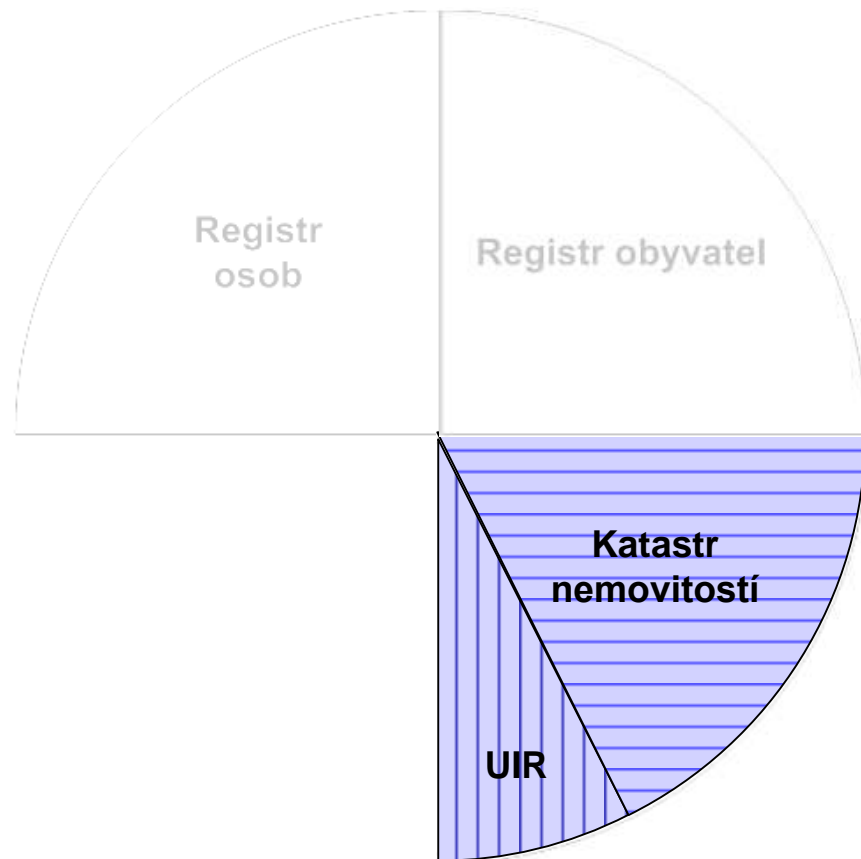 Registr
osob
Registr obyvatel
Katastr
nemovitostí
UIR